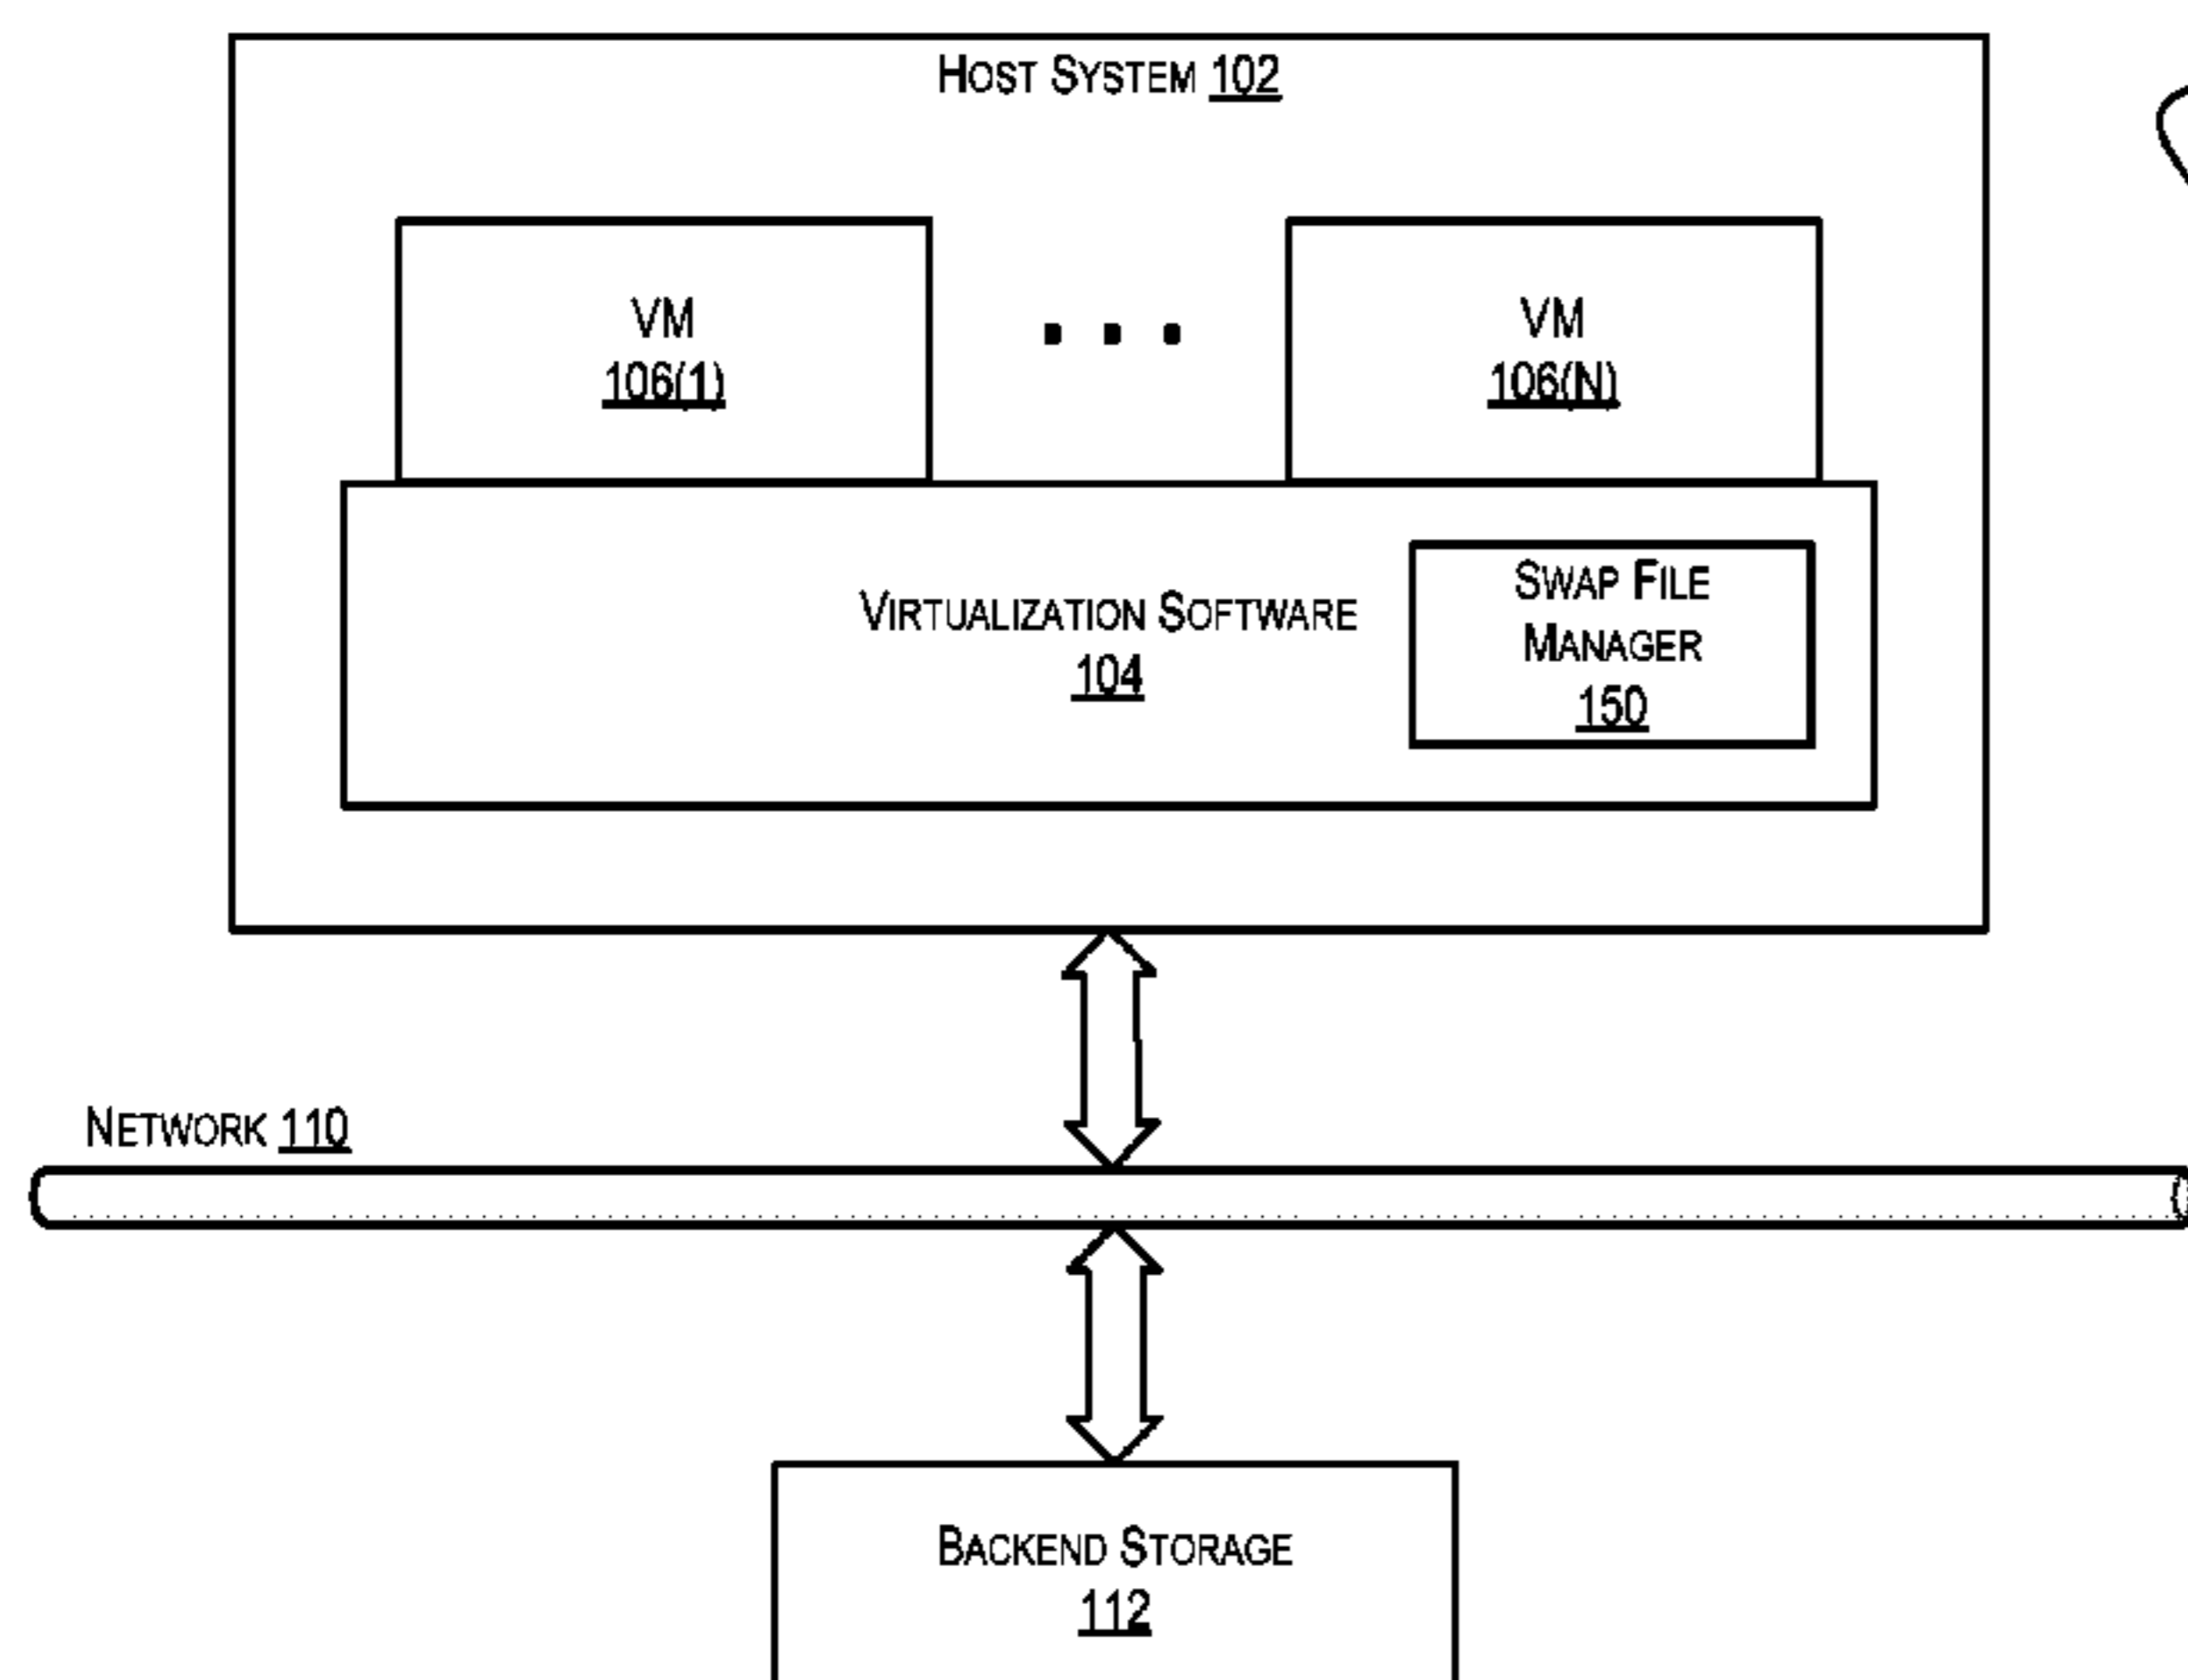 HOST SYSTEM 102
VM
106(1)
VM
106(N)
VIRTUALIZATION SOFTWARE
104
SWAP FILE
MANAGER
150
NETWORK 110
BACKEND STORAGE
112